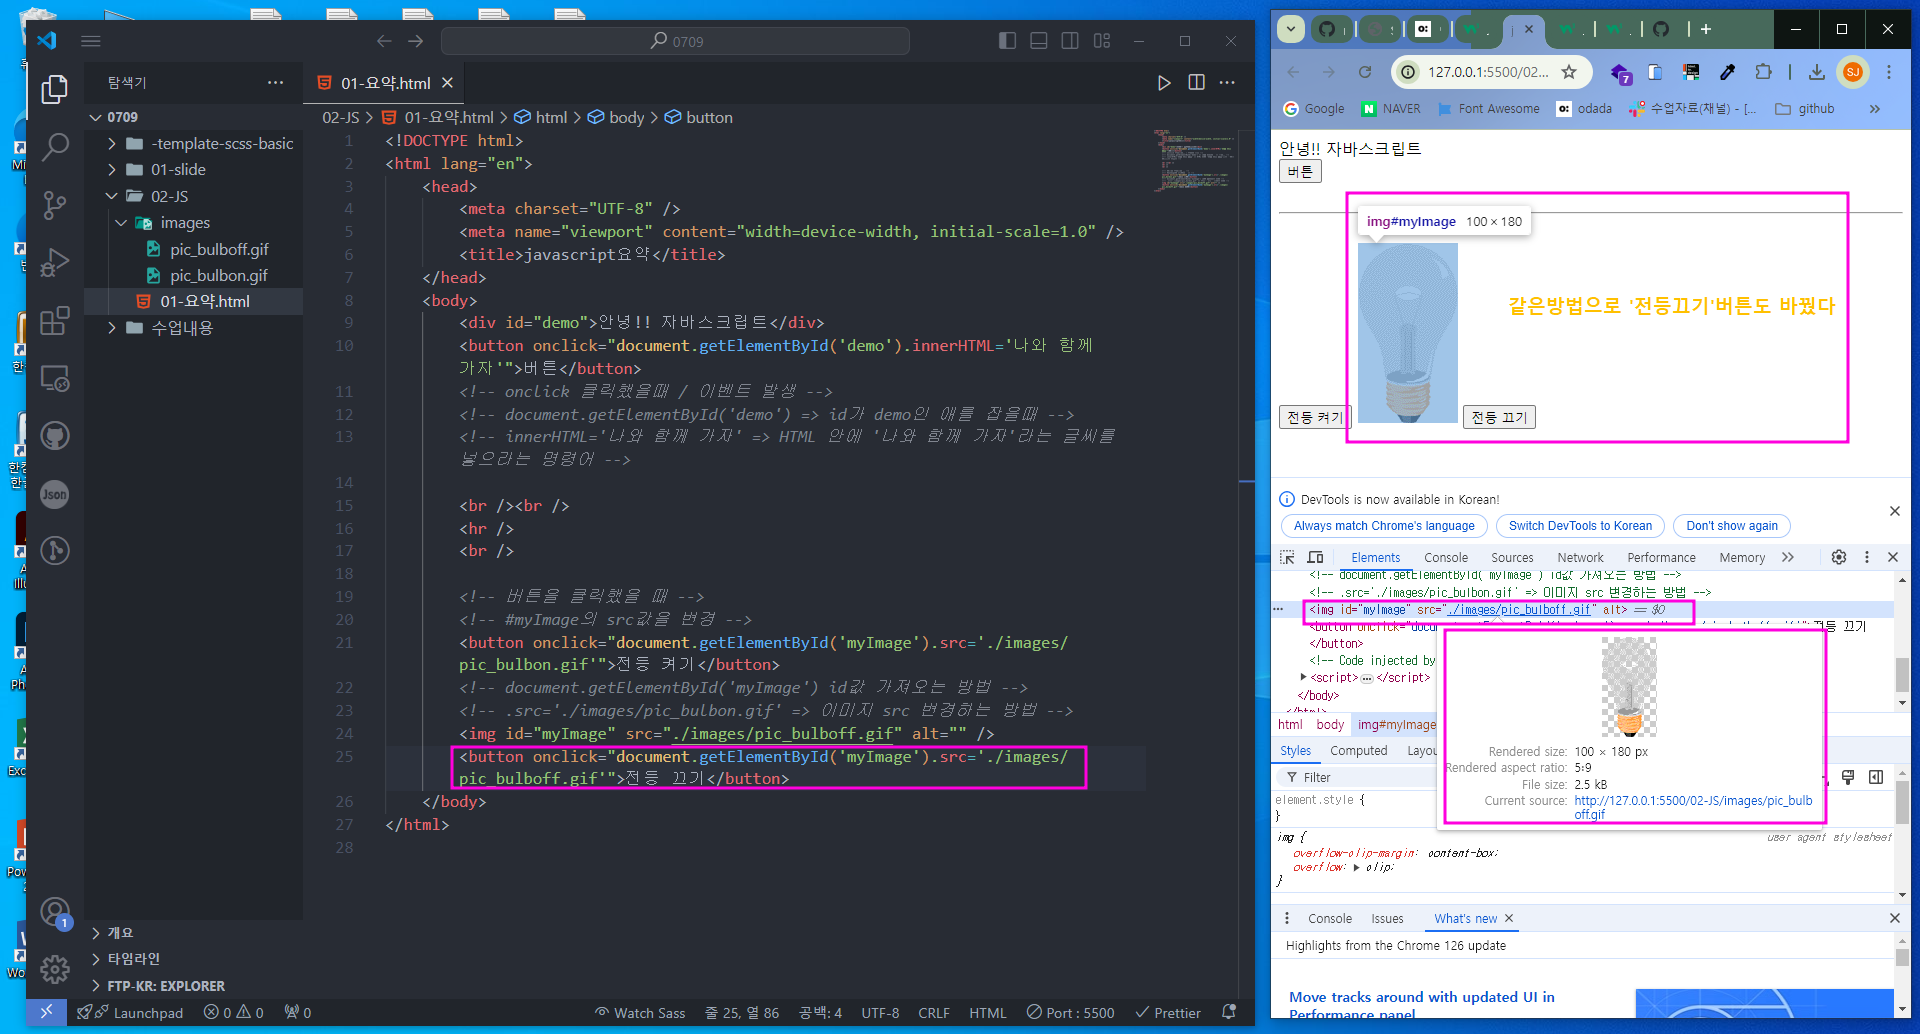 0709
탐색기
01-요약.html
0709
-template-scss-basic
01-slide
02-JS
images
pic_bulboff.gif
pic_bulbon.gif
01-요약.html
수업내용
개요
타임라인
FTP-KR: EXPLORER
02-JS > 01-요약.html > html > body > button
1 <!DOCTYPE html>
2 <html lang="en">
3 <head>
4 <meta charset="UTF-8" />
5 <meta name="viewport" content="width=device-width, initial-scale=1.0" />
6 <title>javascript요약</title>
7 </head>
8 <body>
9 <div id="demo">안녕!! 자바스크립트</div>
10 <button onclick="document.getElementById('demo').innerHTML='나와 함께
가자'">버튼</button>
11 <!-- onclick 클릭했을때 / 이벤트 발생 -->
12 <!-- document.getElementById('demo') => id가 demo인 애를 잡을때 -->
13 <!-- innerHTML='나와 함께 가자' => HTML 안에 '나와 함께 가자'라는 글씨를
넣으라는 명령어 -->
14
15 <br /><br />
16 <hr />
17 <br />
18
19 <!-- 버튼을 클릭했을 때 -->
20 <!-- #myImage의 src값을 변경 -->
21 <button onclick="document.getElementById('myImage').src='./images/
pic_bulbon.gif'">전등 켜기</button>
22 <!-- document.getElementById('myImage') id값 가져오는 방법 -->
23 <!-- .src='./images/pic_bulbon.gif' => 이미지 src 변경하는 방법 -->
24 <img id="myImage" src="./images/pic_bulboff.gif" alt="" />
25 <button onclick="document.getElementById('myImage').src='./images/
pic_bulboff.gif'">전등 끄기</button>
26 </body>
27 </html>
28
Launchpad 0 0 0 Watch Sass 줄 25, 열 86 공백: 4 UTF-8 CRLF HTML Port : 5500 Prettier
127.0.0.1:5500/02...
7
SJ
Google NAVER Font Awesome odada 수업자료(채널) - [... github
안녕!! 자바스크립트
버튼
img#myImage 100 × 180
같은방법으로 '전등끄기'버튼도 바꿨다
전등 켜기
전등 끄기
DevTools is now available in Korean!
Always match Chrome's language Switch DevTools to Korean Don't show again
Elements Console Sources Network Performance Memory
<!-- document.getElementById('myImage') id값 가져오는 방법 -->
<!-- .src='./images/pic_bulbon.gif' => 이미지 src 변경하는 방법 -->
<img id="myImage" src="./images/pic_bulboff.gif" alt> == $0
<button onclick="docu 전등 끄기
</button>
<!-- Code injected by
<script>…</script>
</body>
</html>
html body img#myImage
Styles Computed Layou
Filter
element.style {
}
img { user agent stylesheet
overflow-clip-margin: content-box;
overflow: clip;
}
Rendered size: 100 × 180 px
Rendered aspect ratio: 5:9
File size: 2.5 kB
Current source: http://127.0.0.1:5500/02-JS/images/pic_bulb
off.gif
Console Issues What's new
Highlights from the Chrome 126 update
Move tracks around with updated UI in
Performance panel
Json
1